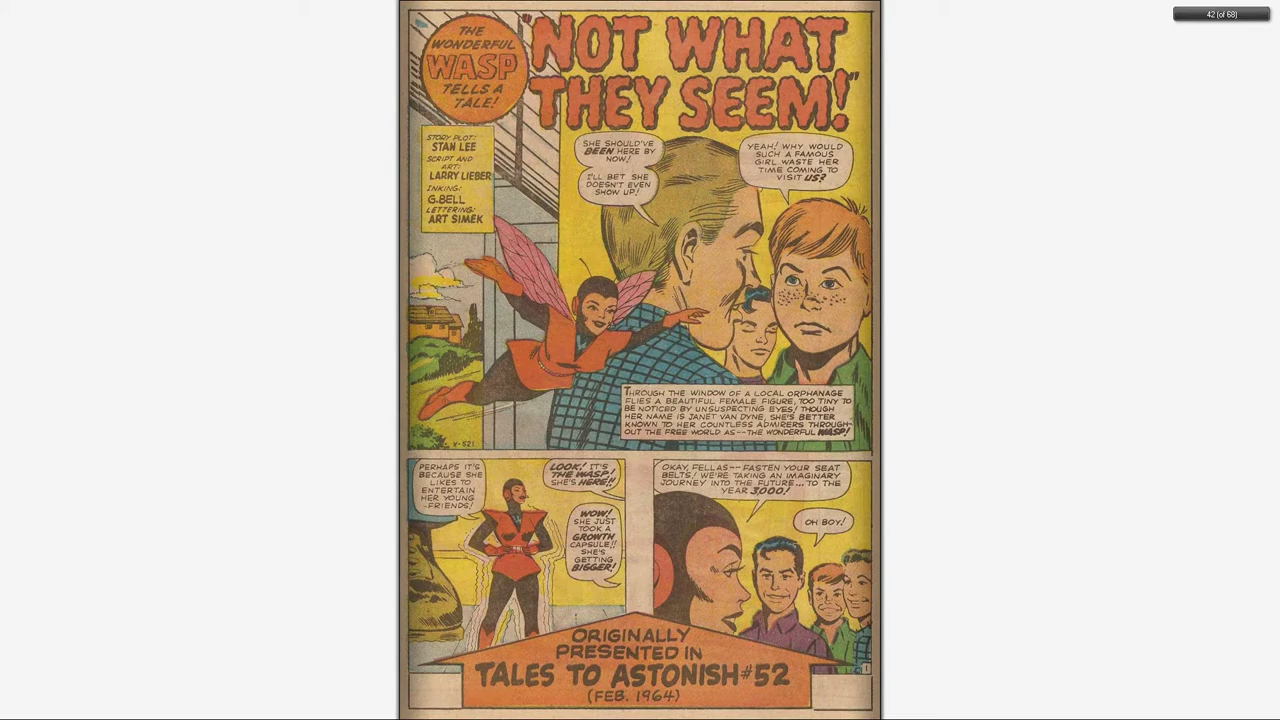 42 (of 68)
THE
WONDERFUL
WASP
TELLS A
TALE!
"NOT WHAT
THEY SEEM!"
STORY PLOT:
STAN LEE
SCRIPT AND
ART:
LARRY LIEBER
INKING:
G.BELL
LETTERING:
ART SIMEK
SHE SHOULD'VE
BEEN HERE BY
NOW!
I'LL BET SHE
DOESN'T EVEN
SHOW UP!
YEAH! WHY WOULD
SUCH A FAMOUS
GIRL WASTE HER
TIME COMING TO
VISIT US?
THROUGH THE WINDOW OF A LOCAL ORPHANAGE
FLIES A BEAUTIFUL FEMALE FIGURE, TOO TINY TO
BE NOTICED BY UNSUSPECTING EYES! THOUGH
HER NAME IS JANET VAN DYNE, SHE'S BETTER
KNOWN TO HER COUNTLESS ADMIRERS THROUGH-
OUT THE FREE WORLD AS--THE WONDERFUL WASP!
X-521
PERHAPS IT'S
BECAUSE SHE
LIKES TO
ENTERTAIN
HER YOUNG
-FRIENDS!
LOOK! IT'S
THE WASP!
SHE'S HERE!!
WOW!
SHE JUST
TOOK A
GROWTH
CAPSULE!!
SHE'S
GETTING
BIGGER!
OKAY, FELLAS-- FASTEN YOUR SEAT
BELTS! WE'RE TAKING AN IMAGINARY
JOURNEY INTO THE FUTURE...TO THE
YEAR 3,000!
OH BOY!
ORIGINALLY
PRESENTED IN
TALES TO ASTONISH #52
(FEB. 1964)
1